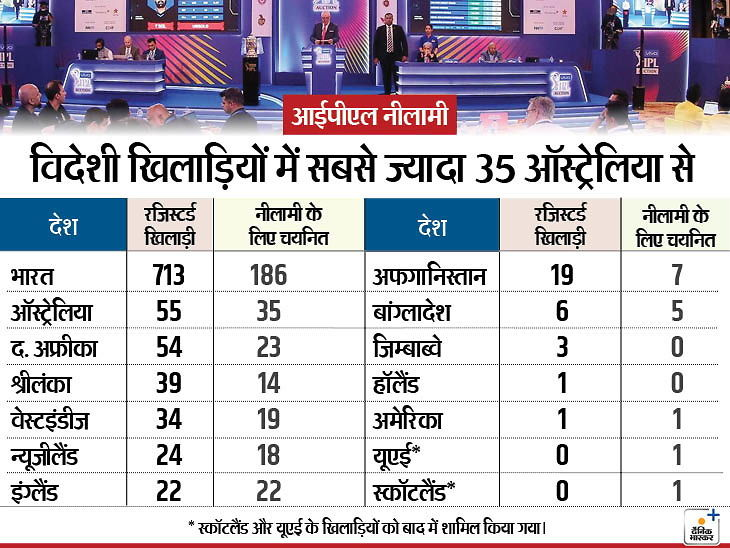 AUCTION
VIVO
IPL
AUCTION
आईपीएल नीलामी
विदेशी खिलाड़ियों में सबसे ज्यादा 35 ऑस्ट्रेलिया से
देश रजिस्टर्ड खिलाड़ी नीलामी के लिए चयनित देश रजिस्टर्ड खिलाड़ी नीलामी के लिए चयनित
भारत 713 186 अफगानिस्तान 19 7
ऑस्ट्रेलिया 55 35 बांग्लादेश 6 5
द. अफ्रीका 54 23 जिम्बाब्वे 3 0
श्रीलंका 39 14 हॉलैंड 1 0
वेस्टइंडीज 34 19 अमेरिका 1 1
न्यूजीलैंड 24 18 यूएई* 0 1
इंग्लैंड 22 22 स्कॉटलैंड* 0 1
* स्कॉटलैंड और यूएई के खिलाड़ियों को बाद में शामिल किया गया।
दैनिक
भास्कर